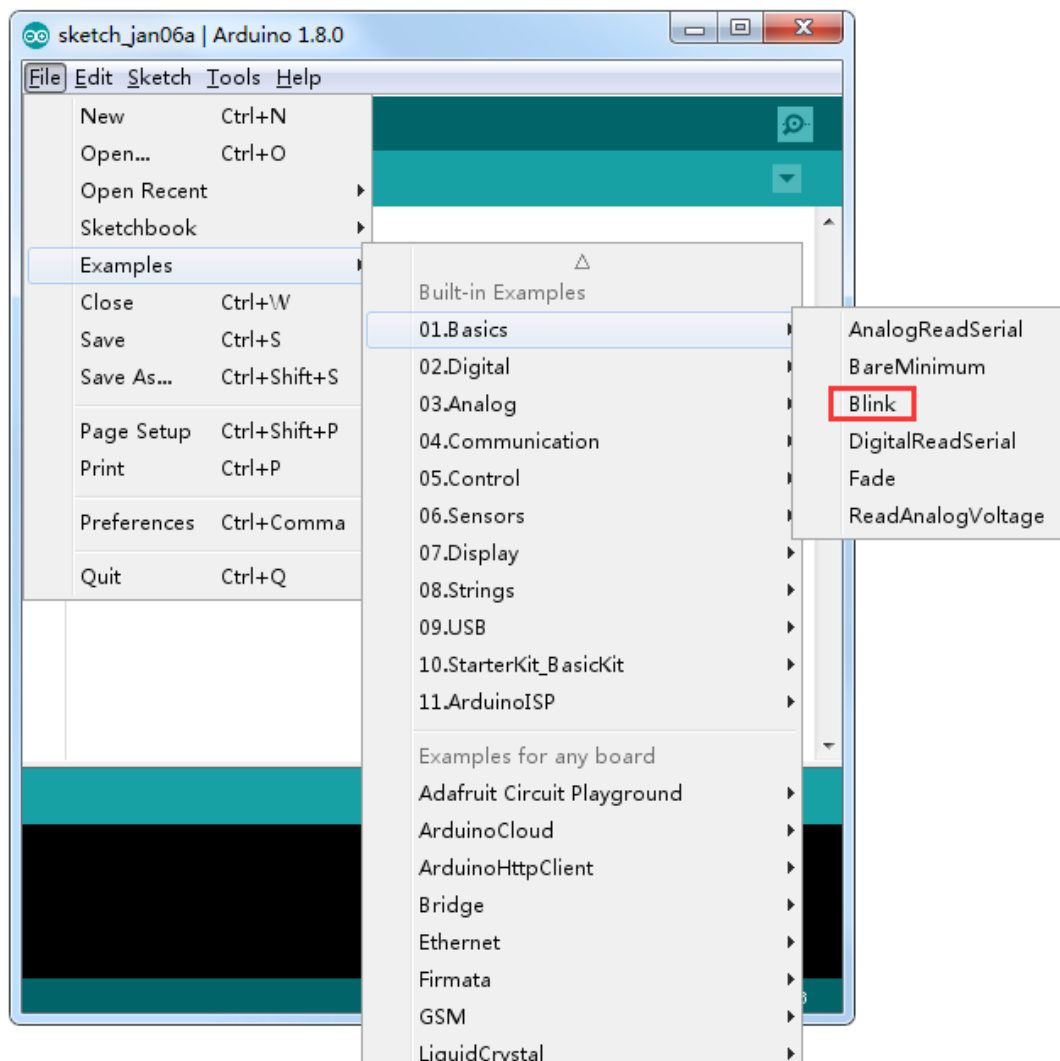 sketch_jan06a | Arduino 1.8.0
File Edit Sketch Tools Help
New Ctrl+N
Open... Ctrl+O
Open Recent
Sketchbook
Examples
Close Ctrl+W
Save Ctrl+S
Save As... Ctrl+Shift+S
Page Setup Ctrl+Shift+P
Print Ctrl+P
Preferences Ctrl+Comma
Quit Ctrl+Q
Built-in Examples
01.Basics
02.Digital
03.Analog
04.Communication
05.Control
06.Sensors
07.Display
08.Strings
09.USB
10.StarterKit_BasicKit
11.ArduinoISP
Examples for any board
Adafruit Circuit Playground
ArduinoCloud
ArduinoHttpClient
Bridge
Ethernet
Firmata
GSM
LiquidCrystal
AnalogReadSerial
BareMinimum
Blink
DigitalReadSerial
Fade
ReadAnalogVoltage